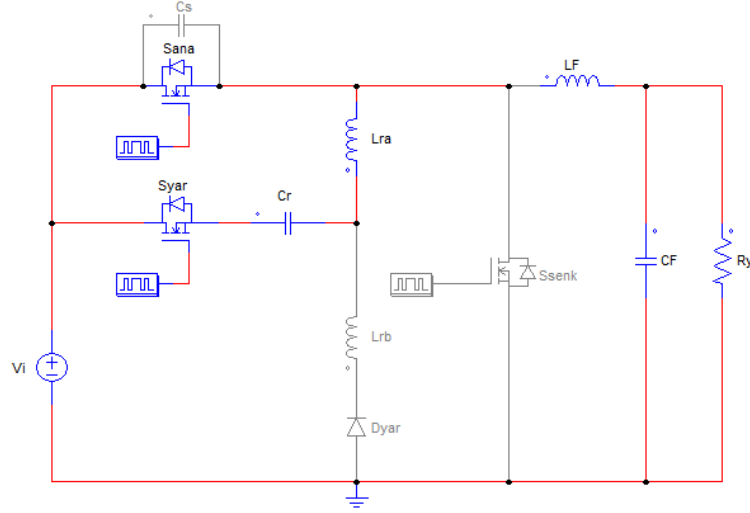 Cs
Sana
LF
Lra
Syar
Cr
Ssenk
CF
Ry
Lrb
Vi
Dyar